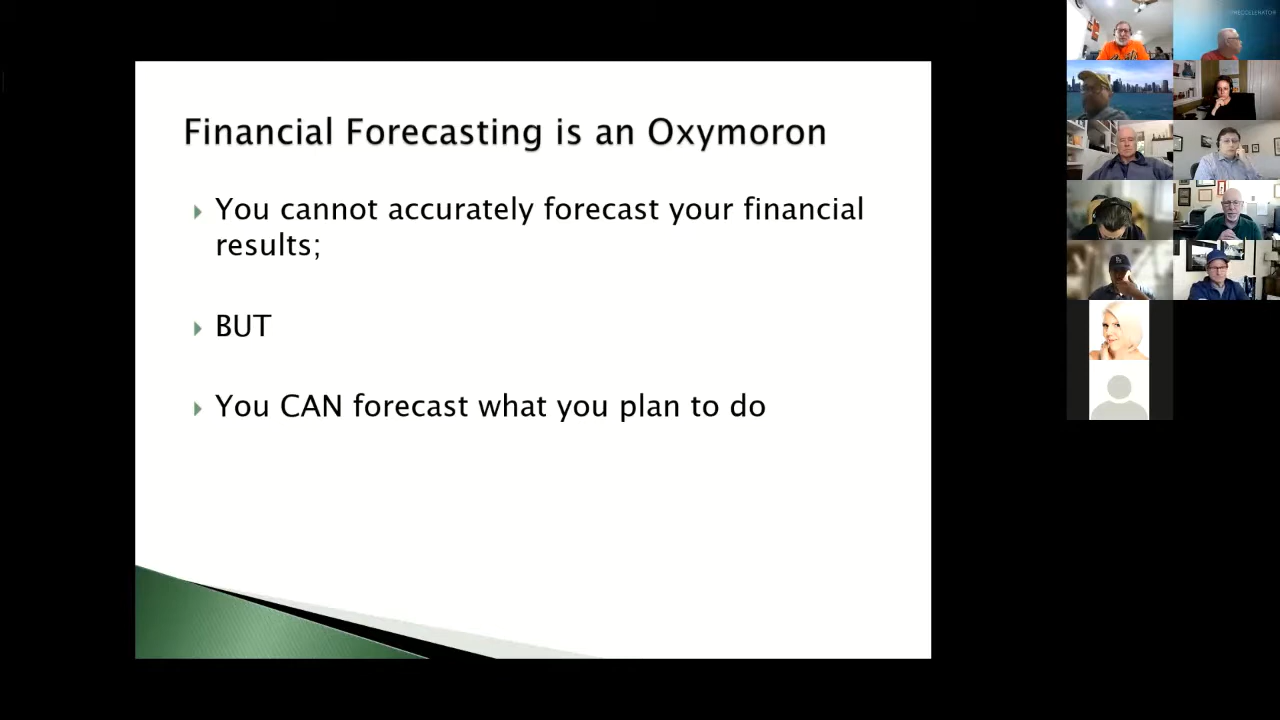 Financial Forecasting is an Oxymoron
You cannot accurately forecast your financial
results;
BUT
You CAN forecast what you plan to do